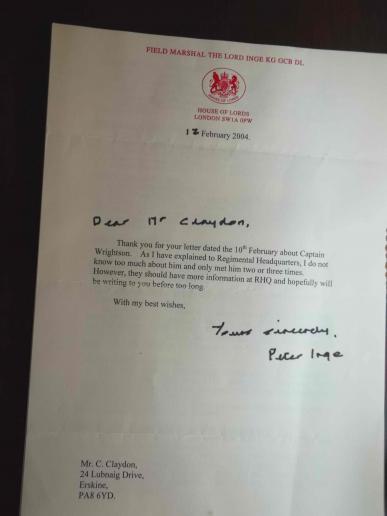 FIELD MARSHAL THE LORD INGE KG GCB DL
HOUSE OF LORDS
LONDON SW1A 0PW
February 2004.
Dear Mr Claydon,
Thank you for your letter dated the 10th February about Captain
Wrightson. As I have explained to Regimental Headquarters, I do not
know too much about him and only met him two or three times.
However, they should have more information at RHQ and hopefully will
be writing to you before too long.
With my best wishes,
Yours sincerely,
Peter Inge
Mr. C. Claydon,
24 Lubnaig Drive,
Erskine,
PA8 6YD.